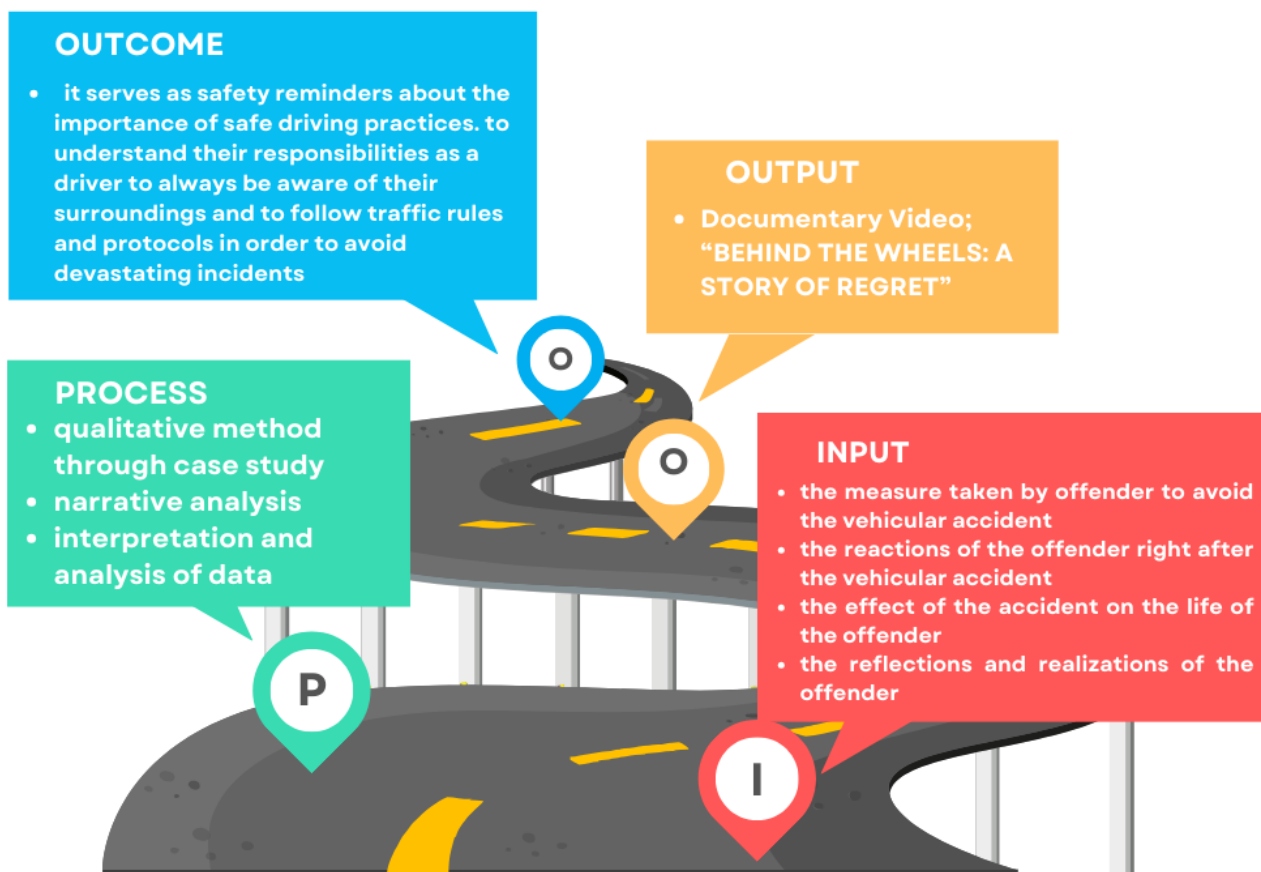 OUTCOME
• it serves as safety reminders about the
importance of safe driving practices. to
understand their responsibilities as a
driver to always be aware of their
surroundings and to follow traffic rules
and protocols in order to avoid
devastating incidents
OUTPUT
• Documentary Video;
“BEHIND THE WHEELS: A
STORY OF REGRET”
PROCESS
• qualitative method
through case study
• narrative analysis
• interpretation and
analysis of data
INPUT
• the measure taken by offender to avoid
the vehicular accident
• the reactions of the offender right after
the vehicular accident
• the effect of the accident on the life of
the offender
• the reflections and realizations of the
offender
O
O
P
I